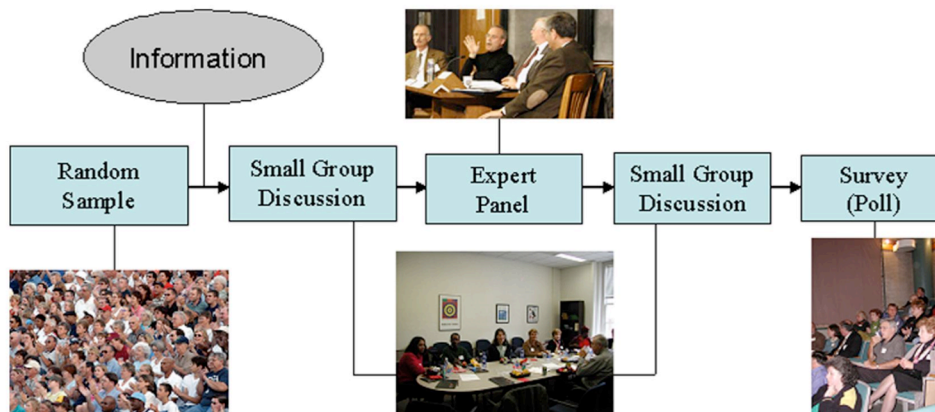 Information
Random
Sample
Small Group
Discussion
Expert
Panel
Small Group
Discussion
Survey
(Poll)